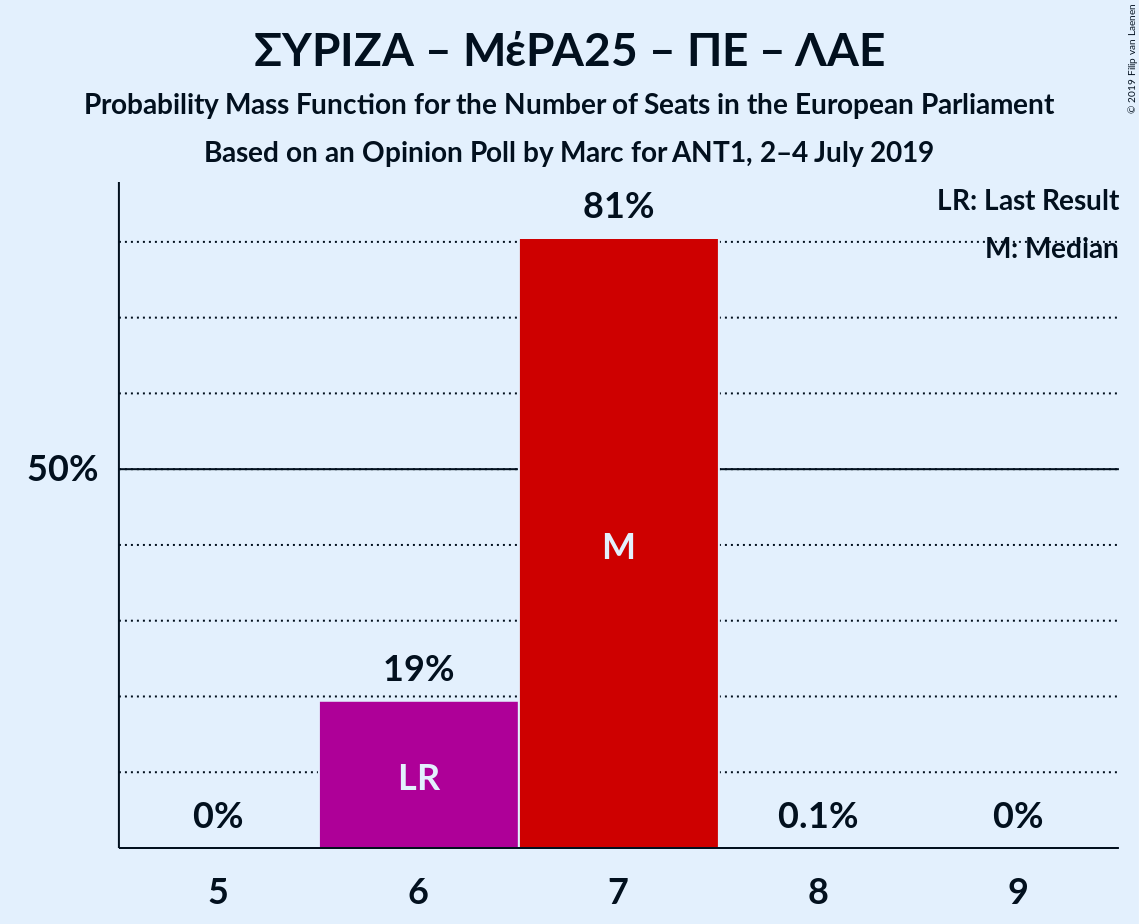 ΣΥΡΙΖΑ – ΜέΡΑ25 – ΠΕ – ΛΑΕ
Probability Mass Function for the Number of Seats in the European Parliament
Based on an Opinion Poll by Marc for ANT1, 2–4 July 2019
© 2019 Filip van Laenen
LR: Last Result
M: Median
81%
50%
M
19%
LR
0%
0.1%
0%
5
6
7
8
9